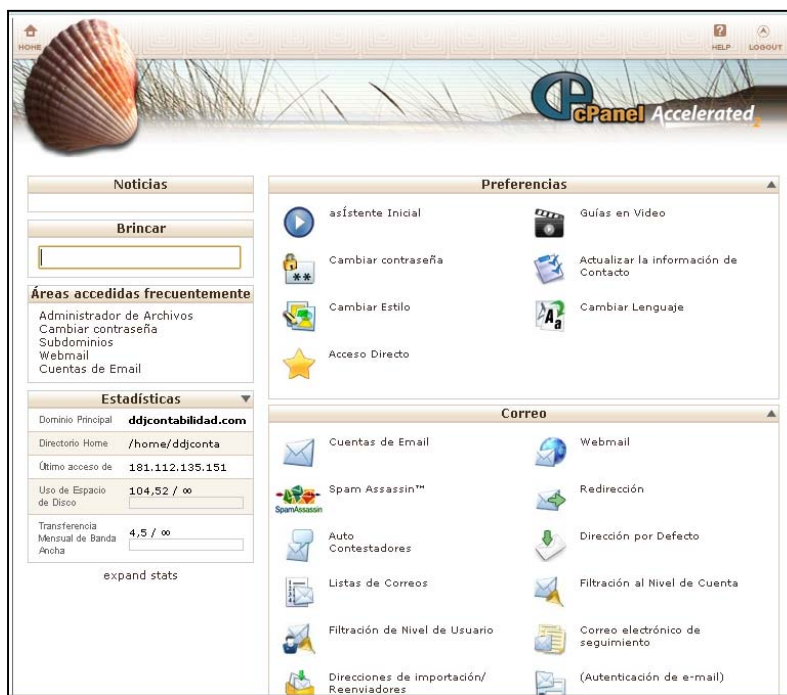 HOME
HELP
LOGOUT
cPanel Accelerated2
Noticias
Brincar
Áreas accedidas frecuentemente
Administrador de Archivos
Cambiar contraseña
Subdominios
Webmail
Cuentas de Email
Estadísticas
Dominio Principal ddjcontabilidad.com
Directorio Home /home/ddjconta
Último acceso de 181.112.135.151
Uso de Espacio
de Disco
104,52 / ∞
Transferencia
Mensual de Banda
Ancha
4,5 / ∞
expand stats
Preferencias
asÍstente Inicial
Guías en Video
Cambiar contraseña
Actualizar la información de
Contacto
Cambiar Estilo
Cambiar Lenguaje
Acceso Directo
Correo
Cuentas de Email
Webmail
SpamAssassin
Spam Assassin™
Redirección
Auto
Contestadores
Dirección por Defecto
Listas de Correos
Filtración al Nivel de Cuenta
Filtración de Nivel de Usuario
Correo electrónico de
seguimiento
Direcciones de importación/
Reenviadores
(Autenticación de e-mail)